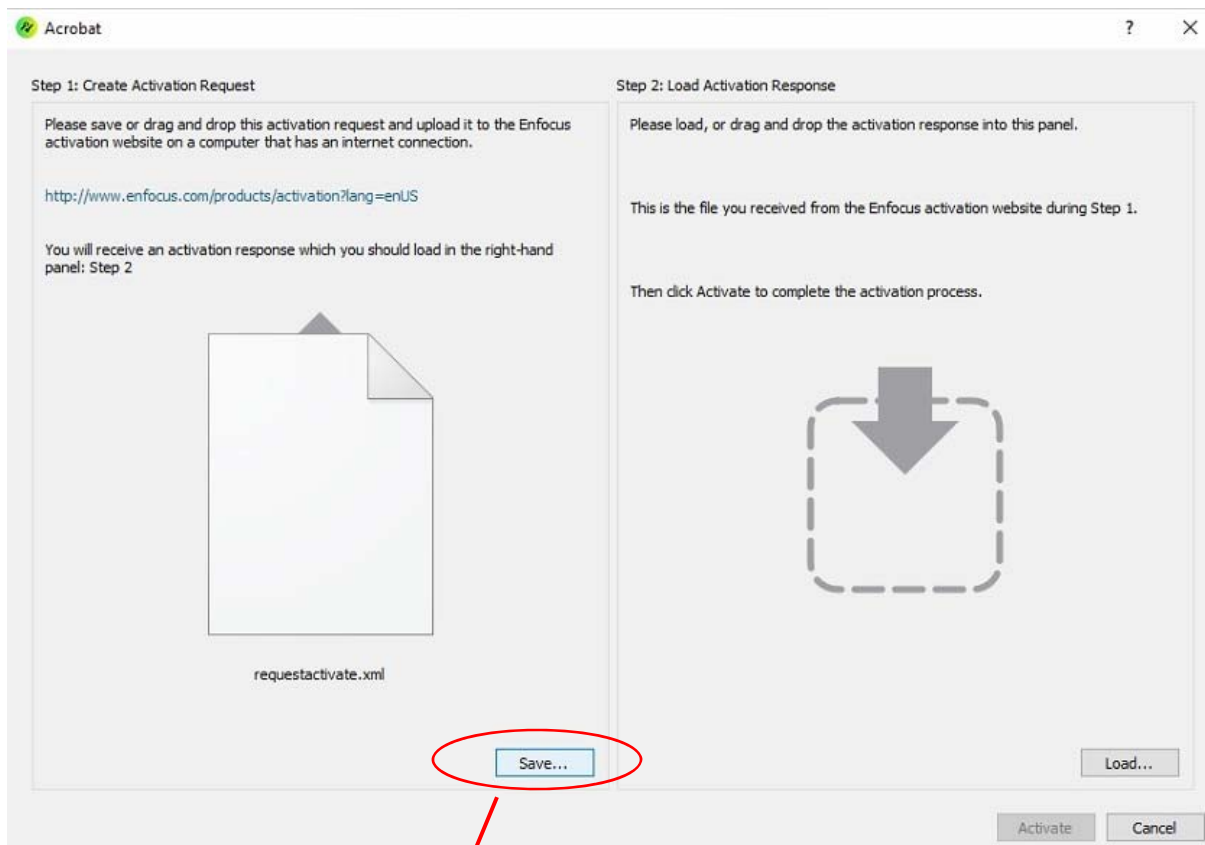 Acrobat
?
Step 1: Create Activation Request
Please save or drag and drop this activation request and upload it to the Enfocus
activation website on a computer that has an internet connection.
http://www.enfocus.com/products/activation?lang=enUS
You will receive an activation response which you should load in the right-hand
panel: Step 2
requestactivate.xml
Save...
Step 2: Load Activation Response
Please load, or drag and drop the activation response into this panel.
This is the file you received from the Enfocus activation website during Step 1.
Then click Activate to complete the activation process.
Load...
Activate
Cancel